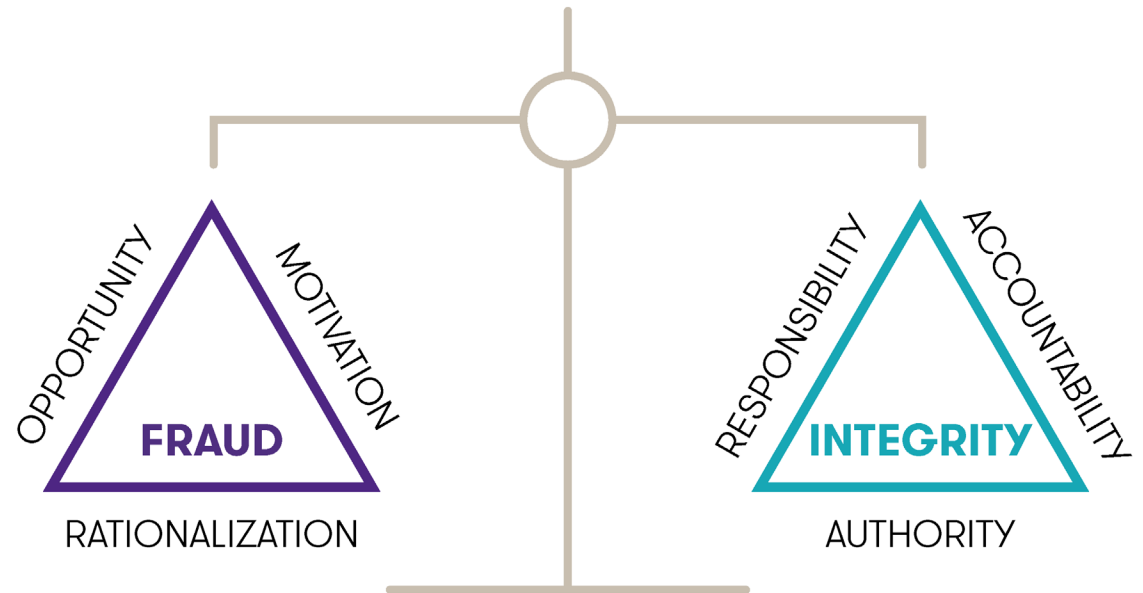 OPPORTUNITY
MOTIVATION
FRAUD
RATIONALIZATION
RESPONSIBILITY
ACCOUNTABILITY
INTEGRITY
AUTHORITY